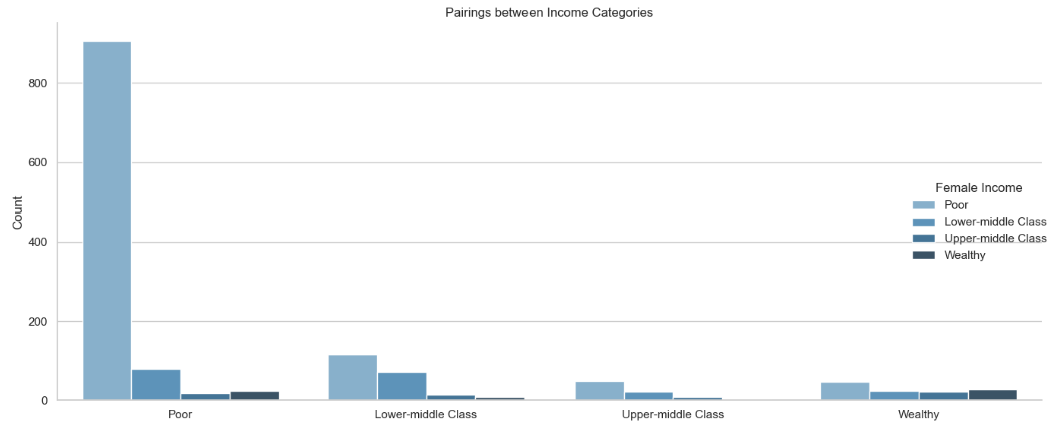 Pairings between Income Categories
800
600
400
200
0
Count
Female Income
Poor
Lower-middle Class
Upper-middle Class
Wealthy
Poor
Lower-middle Class
Upper-middle Class
Wealthy